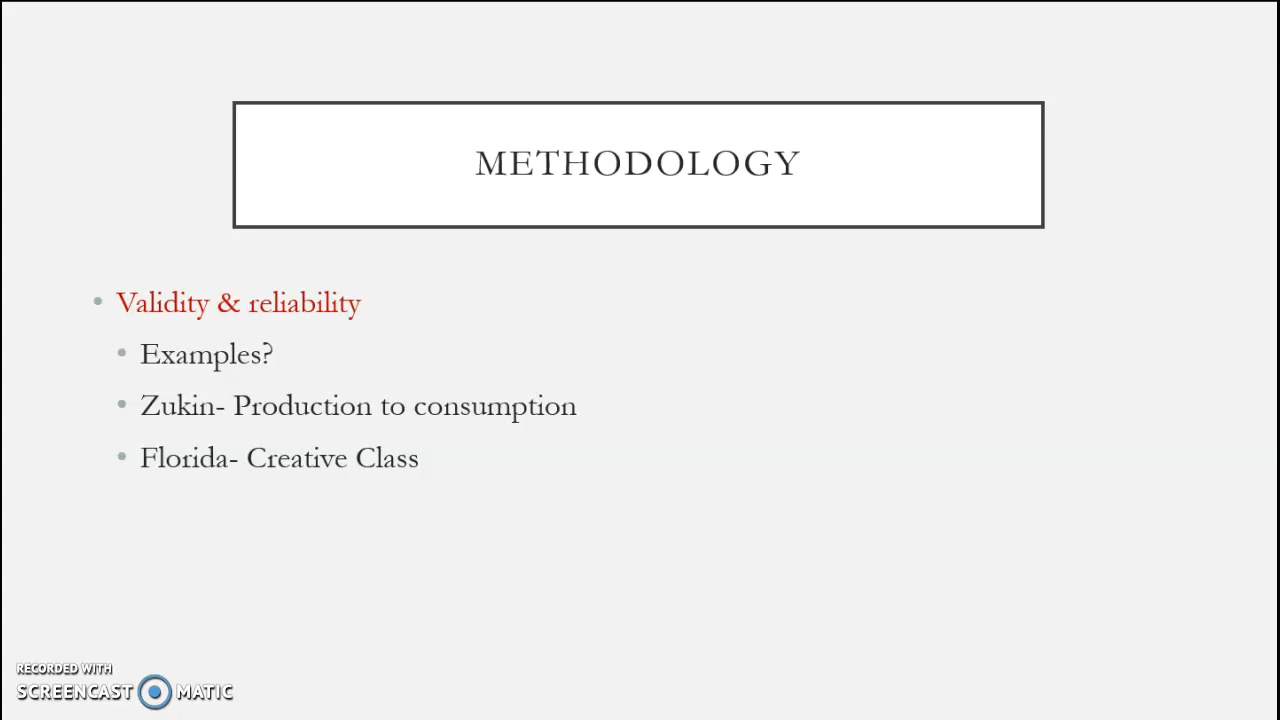 METHODOLOGY
• Validity & reliability
• Examples?
• Zukin- Production to consumption
• Florida- Creative Class
RECORDED WITH
SCREENCAST MATIC